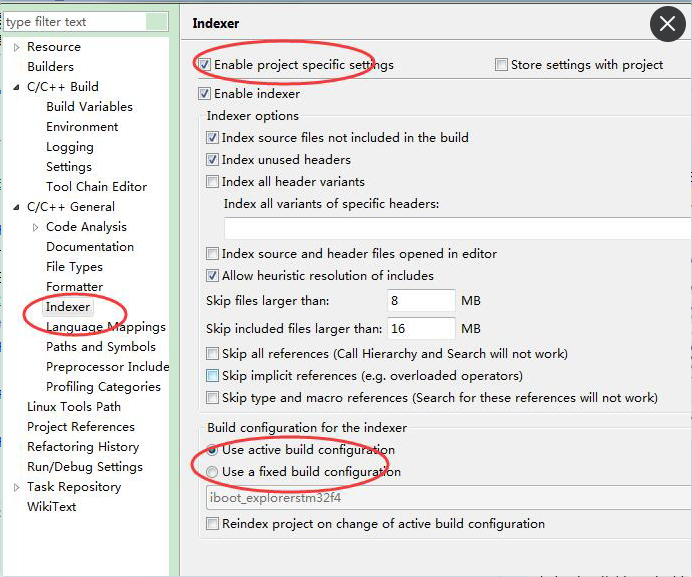 type filter text
Resource
Builders
C/C++ Build
Build Variables
Environment
Logging
Settings
Tool Chain Editor
C/C++ General
Code Analysis
Documentation
File Types
Formatter
Indexer
Language Mappings
Paths and Symbols
Preprocessor Include
Profiling Categories
Linux Tools Path
Project References
Refactoring History
Run/Debug Settings
Task Repository
WikiText
Indexer
Enable project specific settings
Store settings with project
Enable indexer
Indexer options
Index source files not included in the build
Index unused headers
Index all header variants
Index all variants of specific headers:
Index source and header files opened in editor
Allow heuristic resolution of includes
Skip files larger than: 8 MB
Skip included files larger than: 16 MB
Skip all references (Call Hierarchy and Search will not work)
Skip implicit references (e.g. overloaded operators)
Skip type and macro references (Search for these references will not work)
Build configuration for the indexer
Use active build configuration
Use a fixed build configuration
iboot_explorerstm32f4
Reindex project on change of active build configuration